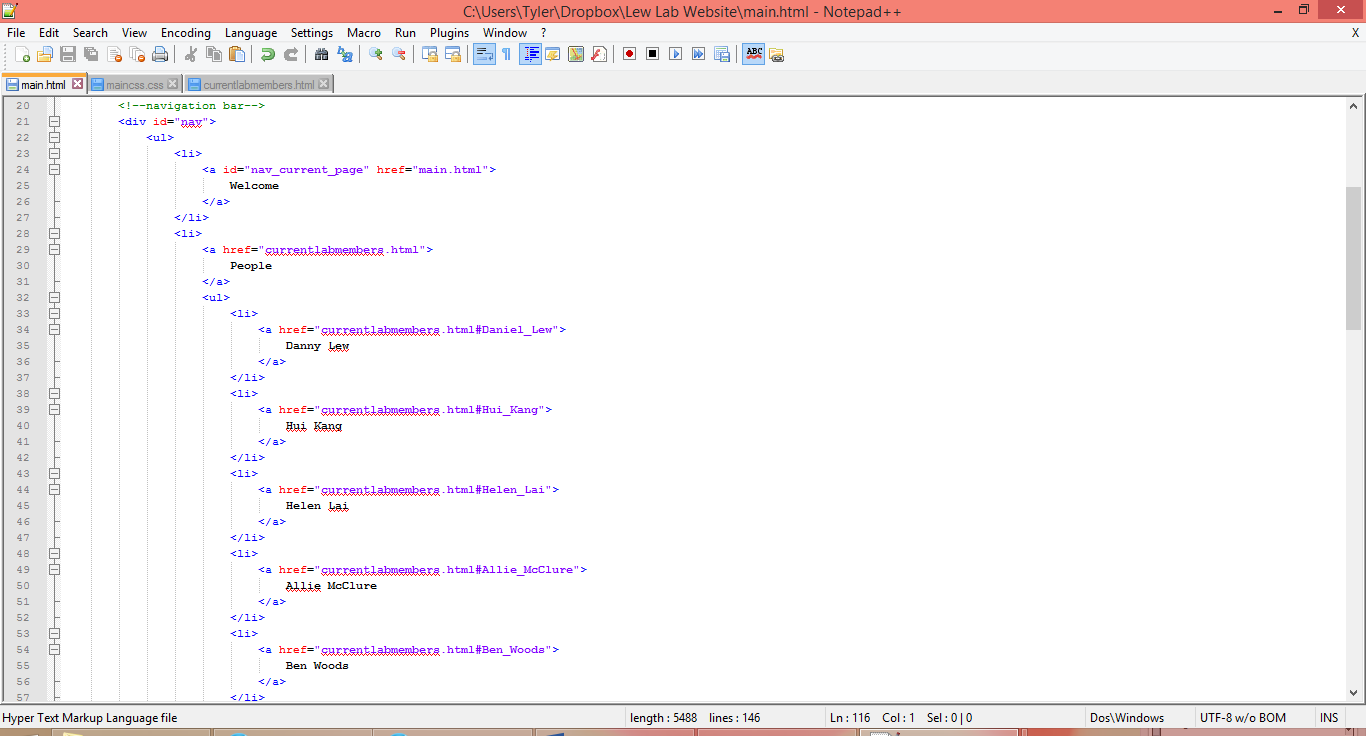 C:\Users\Tyler\Dropbox\Lew Lab Website\main.html - Notepad++
File Edit Search View Encoding Language Settings Macro Run Plugins Window ? X
ABC
main.html maincss.css currentlabmembers.html
20 <!--navigation bar-->
21 <div id="nav">
22 <ul>
23 <li>
24 <a id="nav_current_page" href="main.html">
25 Welcome
26 </a>
27 </li>
28 <li>
29 <a href="currentlabmembers.html">
30 People
31 </a>
32 <ul>
33 <li>
34 <a href="currentlabmembers.html#Daniel_Lew">
35 Danny Lew
36 </a>
37 </li>
38 <li>
39 <a href="currentlabmembers.html#Hui_Kang">
40 Hui Kang
41 </a>
42 </li>
43 <li>
44 <a href="currentlabmembers.html#Helen_Lai">
45 Helen Lai
46 </a>
47 </li>
48 <li>
49 <a href="currentlabmembers.html#Allie_McClure">
50 Allie McClure
51 </a>
52 </li>
53 <li>
54 <a href="currentlabmembers.html#Ben_Woods">
55 Ben Woods
56 </a>
57 </li>
Hyper Text Markup Language file length : 5488 lines : 146 Ln : 116 Col : 1 Sel : 0 | 0 Dos\Windows UTF-8 w/o BOM INS